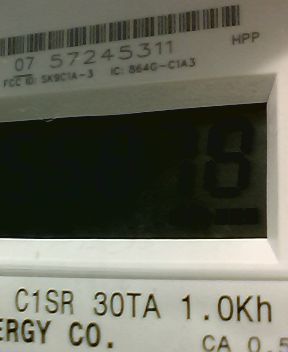 07 57245311
HPP
FCC ID: SK9C1A-3 IC: 864G-C1A3
18
C1SR 30TA 1.0Kh
ERGY CO.
CA 0.5